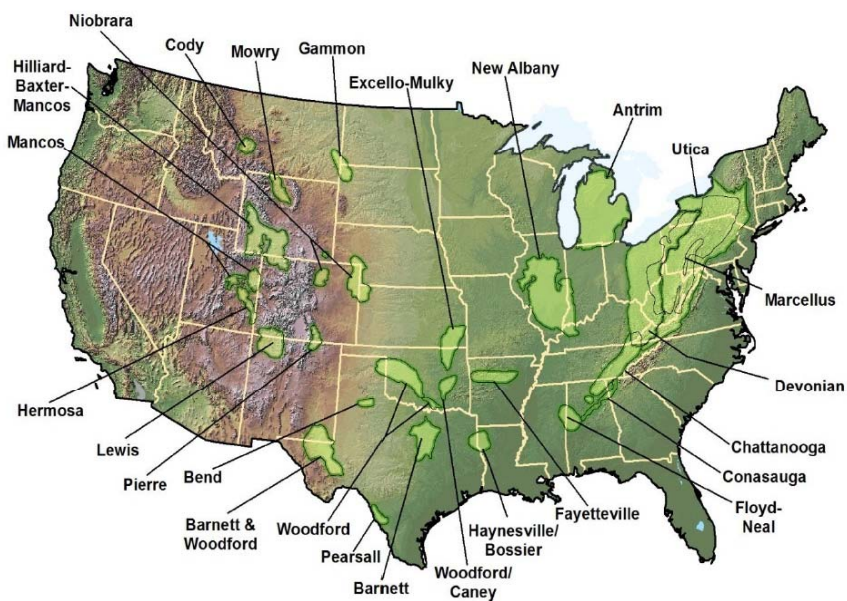 Niobrara
Cody
Mowry
Gammon
Hilliard-
Baxter-
Mancos
Excello-Mulky
New Albany
Antrim
Mancos
Utica
Marcellus
Devonian
Hermosa
Lewis
Pierre
Bend
Chattanooga
Conasauga
Floyd-
Neal
Barnett &
Woodford
Woodford
Pearsall
Barnett
Haynesville/
Bossier
Fayetteville
Woodford/
Caney